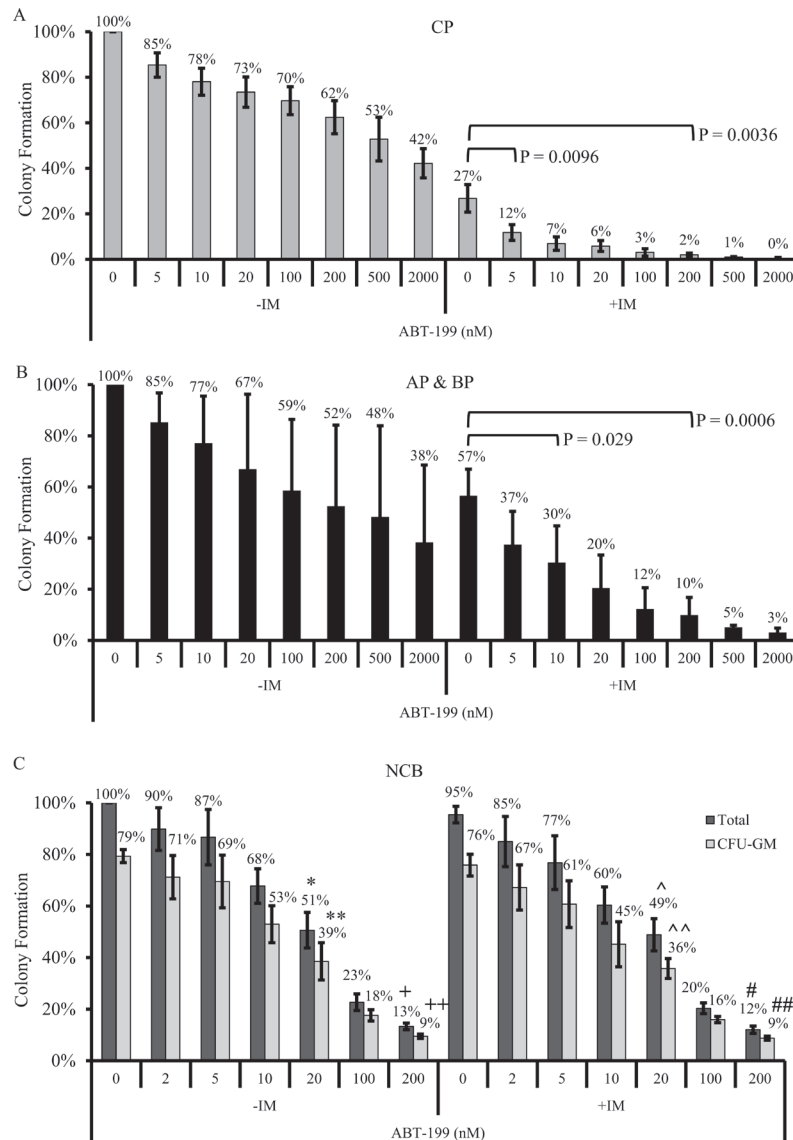 A
CP
100%
100%
85%
80%
78%
73%
70%
62%
60%
53%
42%
40%
P = 0.0036
P = 0.0096
27%
20%
12%
7%
6%
3%
2%
1%
0%
0%
Colony Formation
0 5 10 20 100 200 500 2000 0 5 10 20 100 200 500 2000
-IM +IM
ABT-199 (nM)
B
AP & BP
100%
100%
85%
77%
67%
59%
52%
48%
38%
80%
60%
40%
20%
0%
P = 0.0006
P = 0.029
57%
37%
30%
20%
12%
10%
5%
3%
Colony Formation
0 5 10 20 100 200 500 2000 0 5 10 20 100 200 500 2000
-IM +IM
ABT-199 (nM)
C
NCB
100%
80%
60%
40%
20%
0%
Colony Formation
100% 90% 87% 68% 51% 23% 13%
79% 71% 69% 53% 39% 18% 9%
* ** + ++
95% 85% 77% 60% 49% 20% 12%
76% 67% 61% 45% 36% 16% 9%
^ ^^ # ##
Total
CFU-GM
0 2 5 10 20 100 200 0 2 5 10 20 100 200
-IM +IM
ABT-199 (nM)